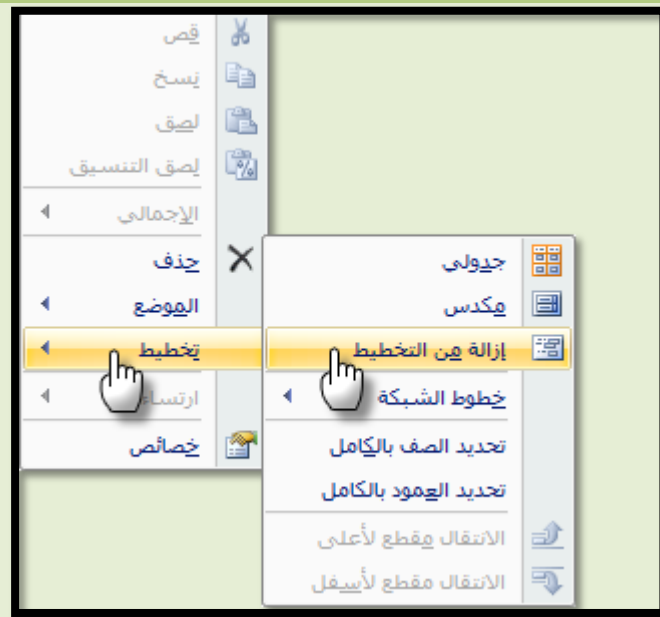 قص
نسخ
لصق
لصق التنسيق
الإجمالي
حذف
الموضع
تخطيط
خصائص
جدولي
مكدس
إزالة من التخطيط
خطوط الشبكة
تحديد الصف بالكامل
تحديد العمود بالكامل
الانتقال مقطع لأعلى
الانتقال مقطع لأسفل